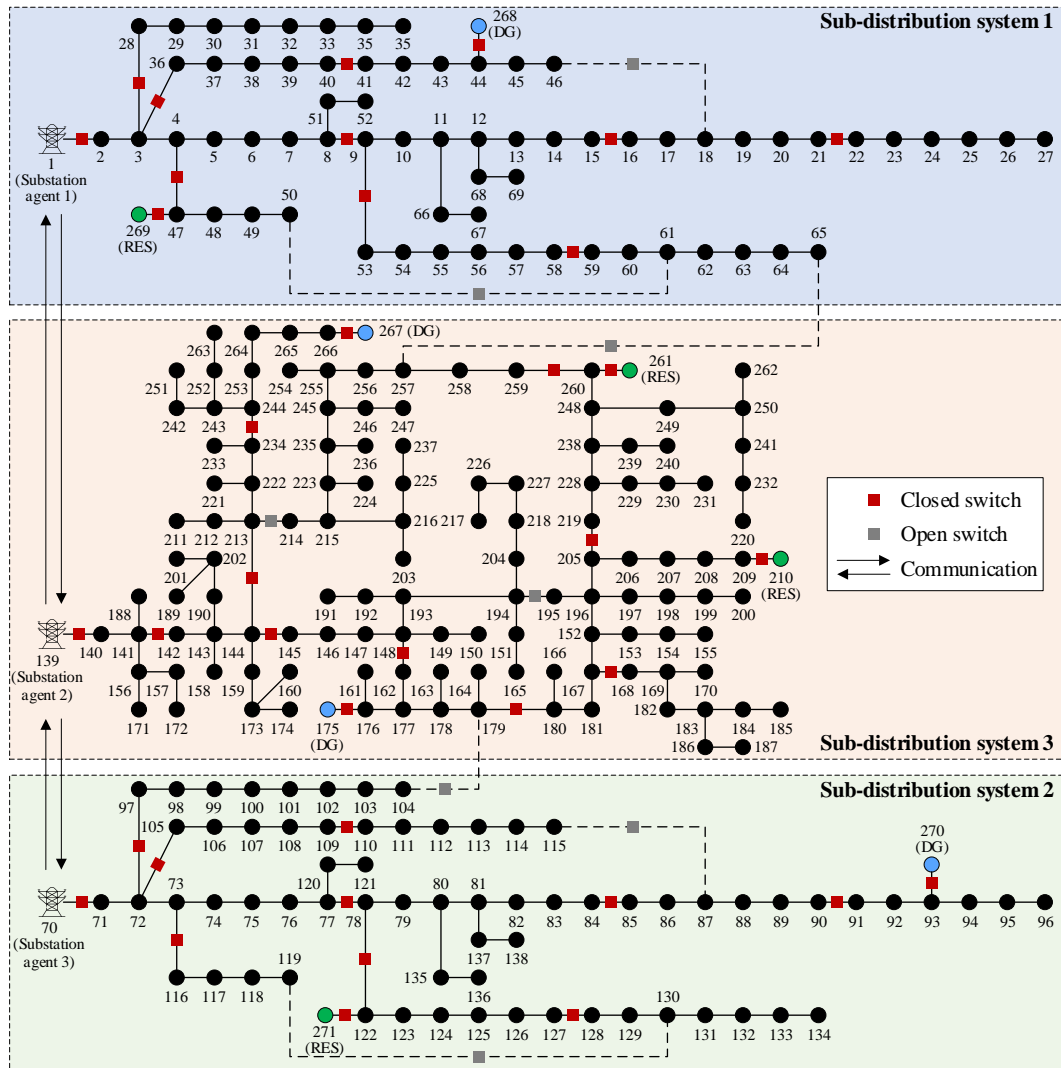 Sub-distribution system 1
268
(DG)
28 29 30 31 32 33 35 35
36 37 38 39 40 41 42 43 44 45 46
4 51 52 11 12
1 2 3 5 6 7 8 9 10 13 14 15 16 17 18 19 20 21 22 23 24 25 26 27
(Substation
agent 1)
50 68 69
66 67 61 65
269
(RES)
47 48 49
53 54 55 56 57 58 59 60 62 63 64
267 (DG)
263 264 265 266
261
(RES)
251 252 253 254 255 256 257 258 259 260 262
242 243 244 245 246 247 248 249 250
233 234 235 236 237 238 239 240 241
221 222 223 224 225 226 227 228 229 230 231 232
211 212 213 214 215 216 217 218 219 220
201 202 203 204 205 206 207 208 209
210
(RES)
188 189 190 191 192 193 194 195 196 197 198 199 200
139 140 141 142 143 144 145 146 147 148 149 150 151 152 153 154 155
(Substation
agent 2)
156 157 158 159 160 161 162 163 164 165 166 167 168 169 170
171 172 173 174
175
(DG)
176 177 178 179 180 181 182 183 184 185
186 187
Closed switch
Open switch
Communication
Sub-distribution system 3
Sub-distribution system 2
97 98 99 100 101 102 103 104
105 106 107 108 109 110 111 112 113 114 115
270
(DG)
73 120 121 80 81
70 71 72 74 75 76 77 78 79 82 83 84 85 86 87 88 89 90 91 92 93 94 95 96
(Substation
agent 3)
119 137 138
135 136 130
116 117 118
271
(RES)
122 123 124 125 126 127 128 129 131 132 133 134